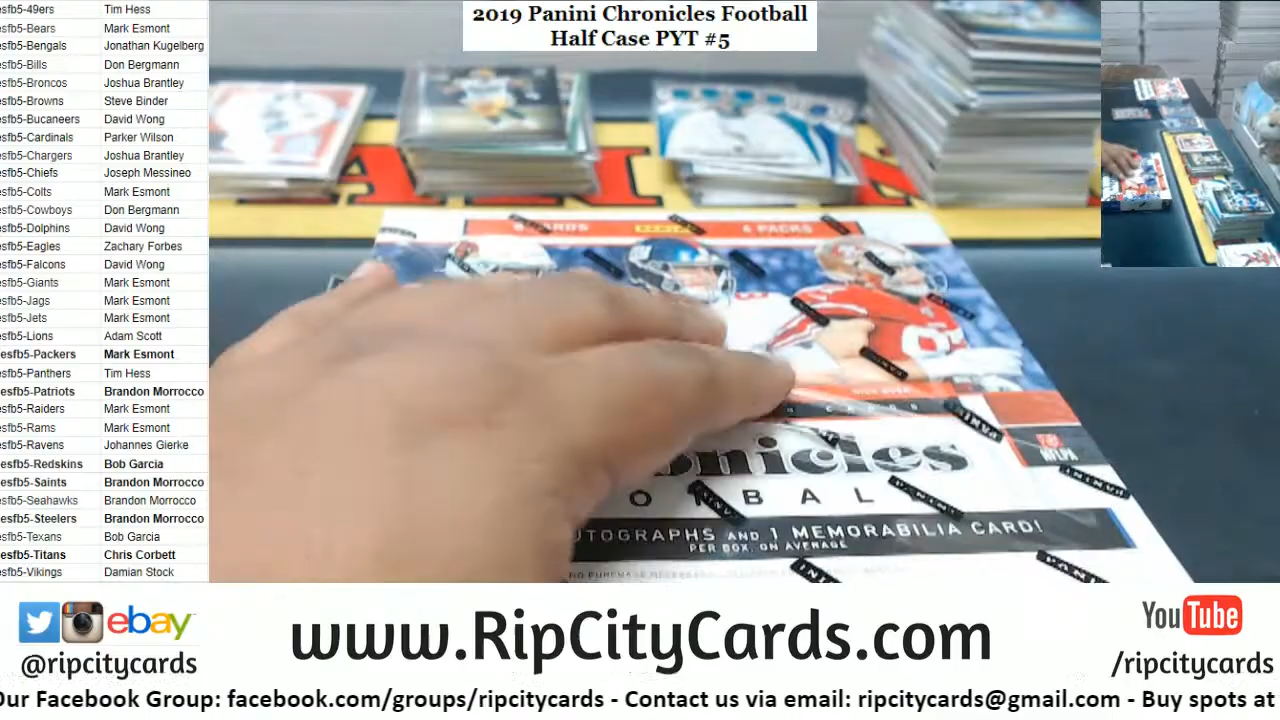 2019 Panini Chronicles Football
Half Case PYT #5
esfb5-49ers Tim Hess
esfb5-Bears Mark Esmont
esfb5-Bengals Jonathan Kugelberg
esfb5-Bills Don Bergmann
esfb5-Broncos Joshua Brantley
esfb5-Browns Steve Binder
esfb5-Bucaneers David Wong
esfb5-Cardinals Parker Wilson
esfb5-Chargers Joshua Brantley
esfb5-Chiefs Joseph Messineo
esfb5-Colts Mark Esmont
esfb5-Cowboys Don Bergmann
esfb5-Dolphins David Wong
esfb5-Eagles Zachary Forbes
esfb5-Falcons David Wong
esfb5-Giants Mark Esmont
esfb5-Jags Mark Esmont
esfb5-Jets Mark Esmont
esfb5-Lions Adam Scott
esfb5-Packers Mark Esmont
esfb5-Panthers Tim Hess
esfb5-Patriots Brandon Morrocco
esfb5-Raiders Mark Esmont
esfb5-Rams Mark Esmont
esfb5-Ravens Johannes Gierke
esfb5-Redskins Bob Garcia
esfb5-Saints Brandon Morrocco
esfb5-Seahawks Brandon Morrocco
esfb5-Steelers Brandon Morrocco
esfb5-Texans Bob Garcia
esfb5-Titans Chris Corbett
esfb5-Vikings Damian Stock
6 PACKS
onicles
O BAL
UTOGRAPHS AND 1 MEMORABILIA CARD!
PER BOX, ON AVERAGE
NFLPA
PANINI
ebay
@ripcitycards
www.RipCityCards.com
YouTube
/ripcitycards
Our Facebook Group: facebook.com/groups/ripcitycards - Contact us via email: ripcitycards@gmail.com - Buy spots at